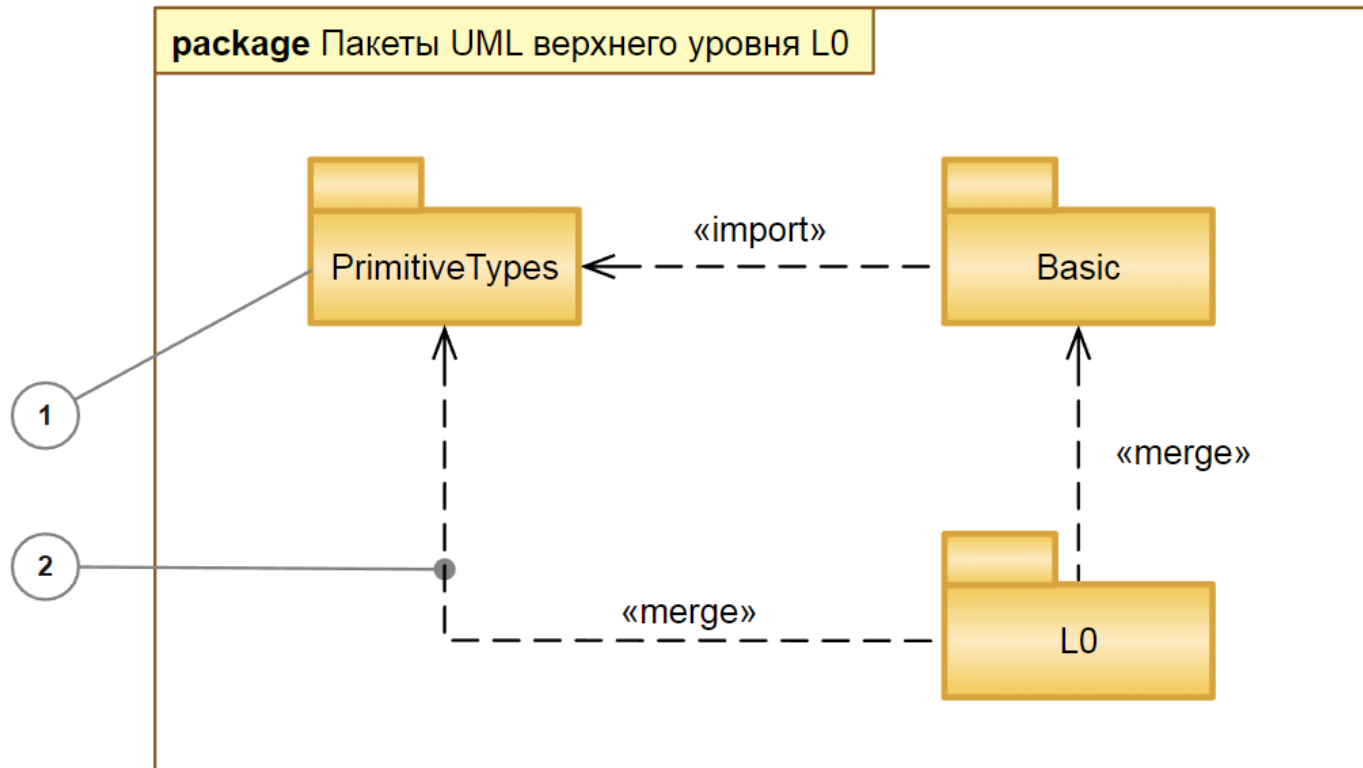 package Пакеты UML верхнего уровня L0
«import»
PrimitiveTypes
Basic
1
«merge»
2
«merge»
L0